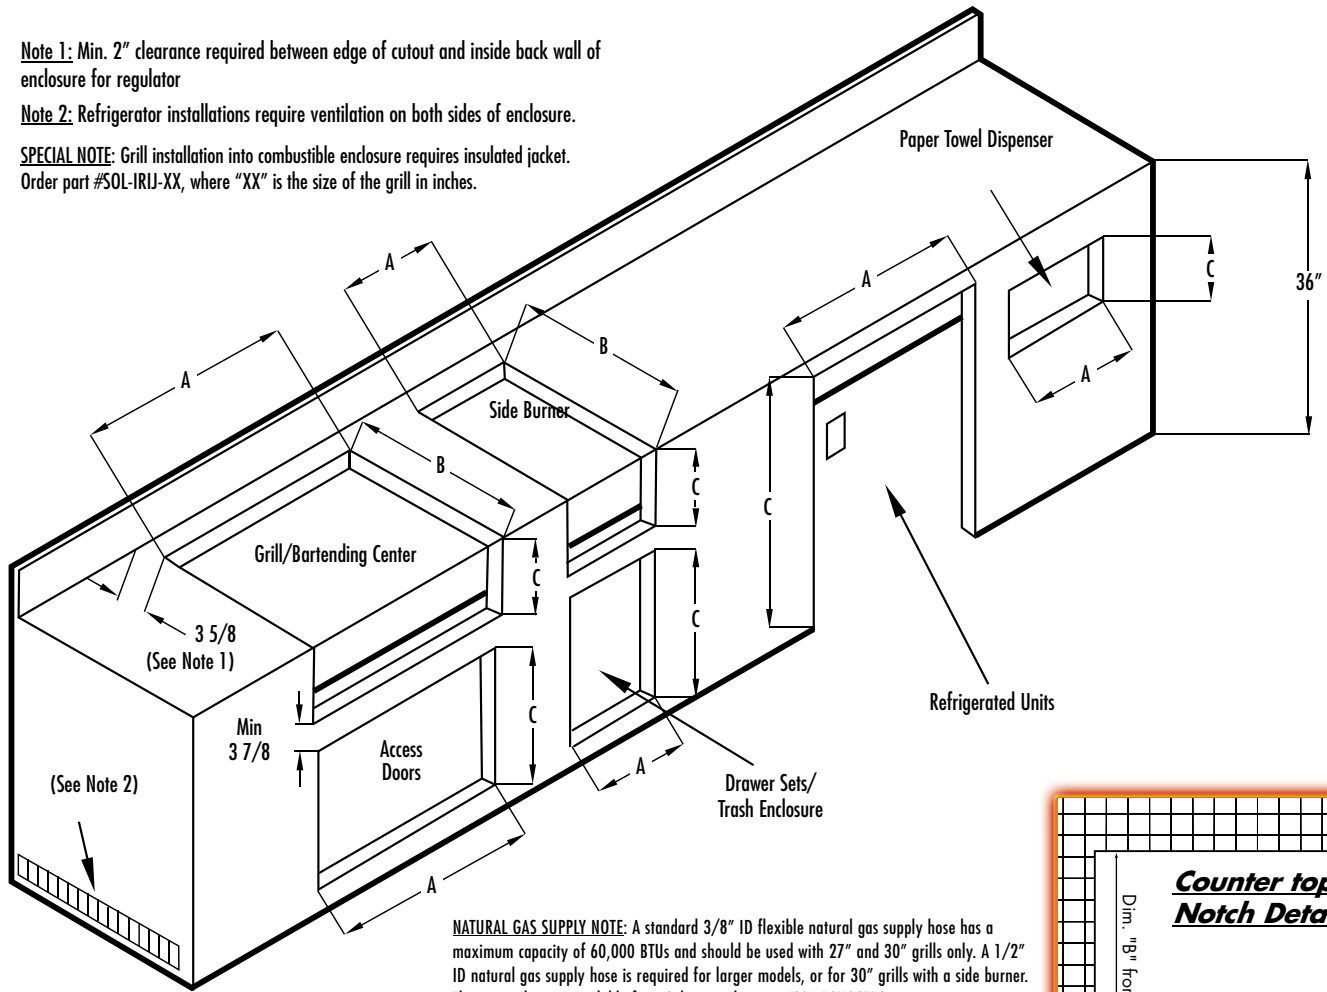 Note 1: Min. 2” clearance required between edge of cutout and inside back wall of
enclosure for regulator
Note 2: Refrigerator installations require ventilation on both sides of enclosure.
SPECIAL NOTE: Grill installation into combustible enclosure requires insulated jacket.
Order part #SOL-IRIJ-XX, where “XX” is the size of the grill in inches.
Paper Towel Dispenser
A
C
A
36”
B
A
A
Side Burner
B
C
C
Grill/Bartending Center
C
C
3 5/8
(See Note 1)
Refrigerated Units
C
Min
3 7/8
Access
Doors
A
(See Note 2)
Drawer Sets/
Trash Enclosure
A
Counter top
Notch
Dim. "B"
NATURAL GAS SUPPLY NOTE: A standard 3/8” ID flexible natural gas supply hose has a
maximum capacity of 60,000 BTUs and should be used with 27” and 30” grills only. A 1/2”
ID natural gas supply hose is required for larger models, or for 30” grills with a side burner.